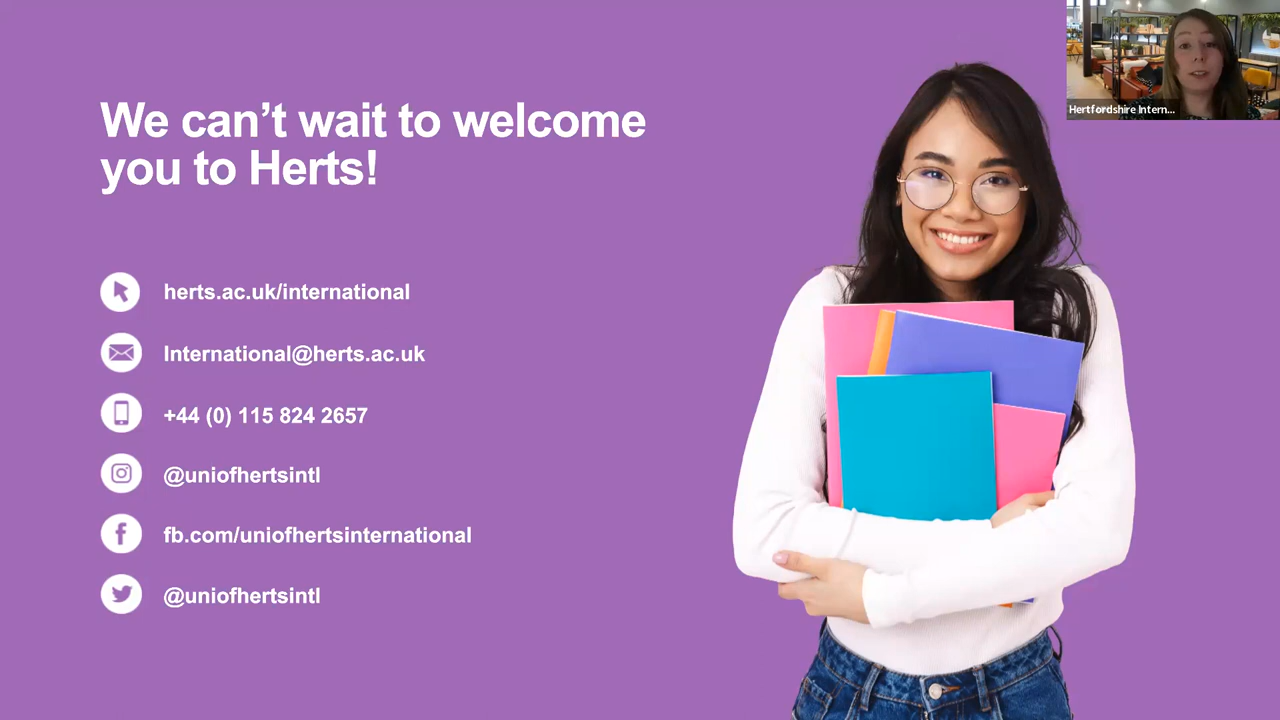 We can’t wait to welcome
you to Herts!
herts.ac.uk/international
International@herts.ac.uk
+44 (0) 115 824 2657
@uniofhertsintl
fb.com/uniofhertsinternational
@uniofhertsintl
Hertfordshire Intern...